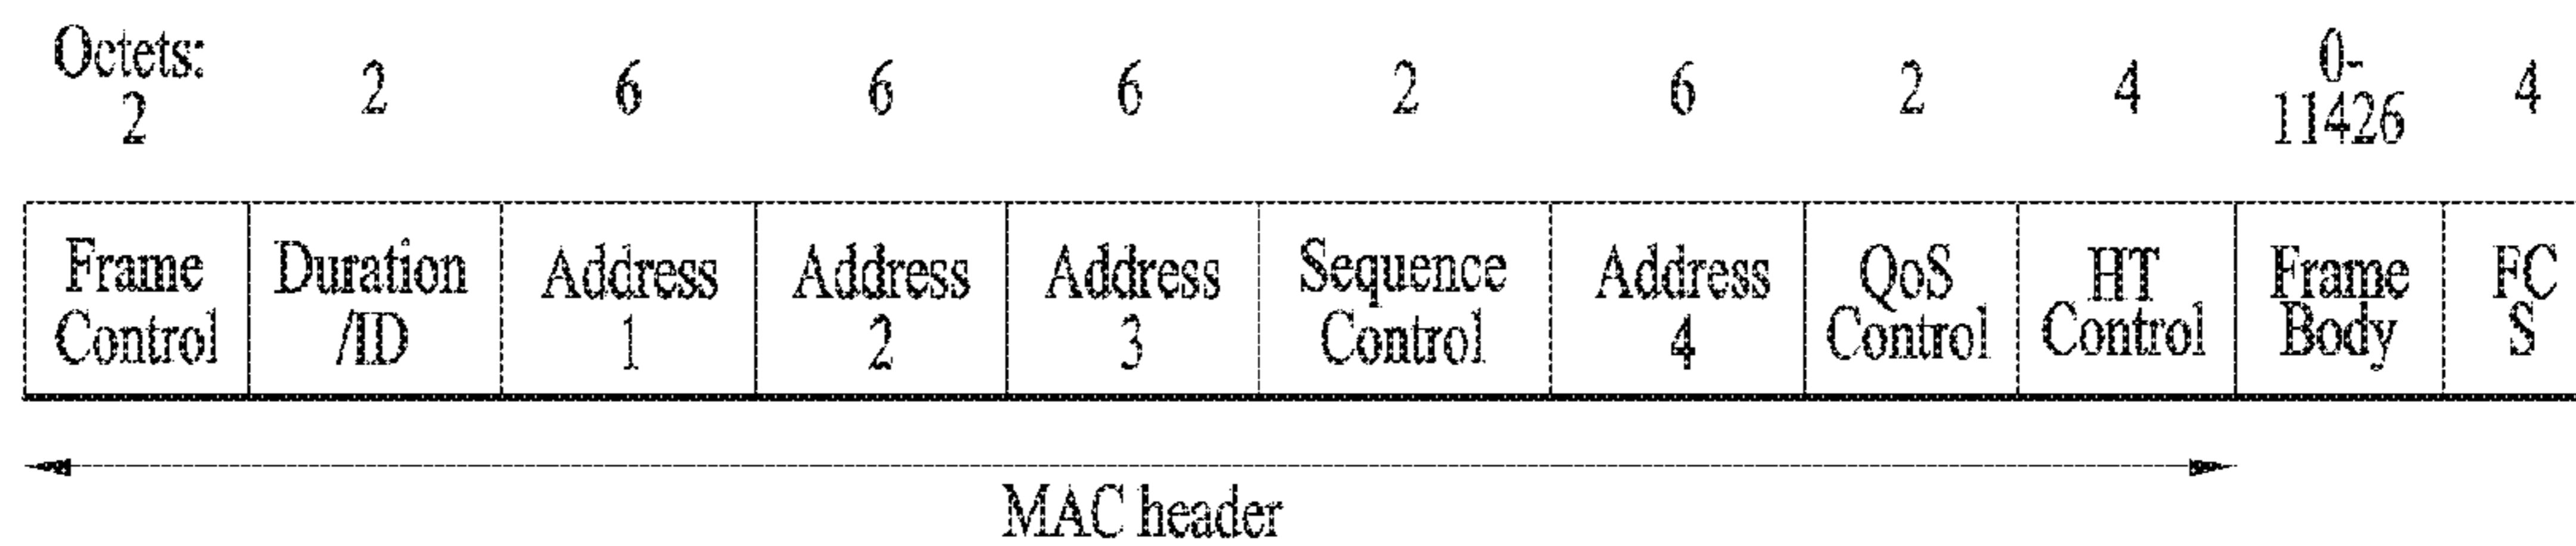 Octets:
2 2 6 6 6 2 6 2 4 0-
11426 4
Frame
Control
Duration
/ID
Address
1
Address
2
Address
3
Sequence
Control
Address
4
QoS
Control
HT
Control
Frame
Body
FC
S
MAC header